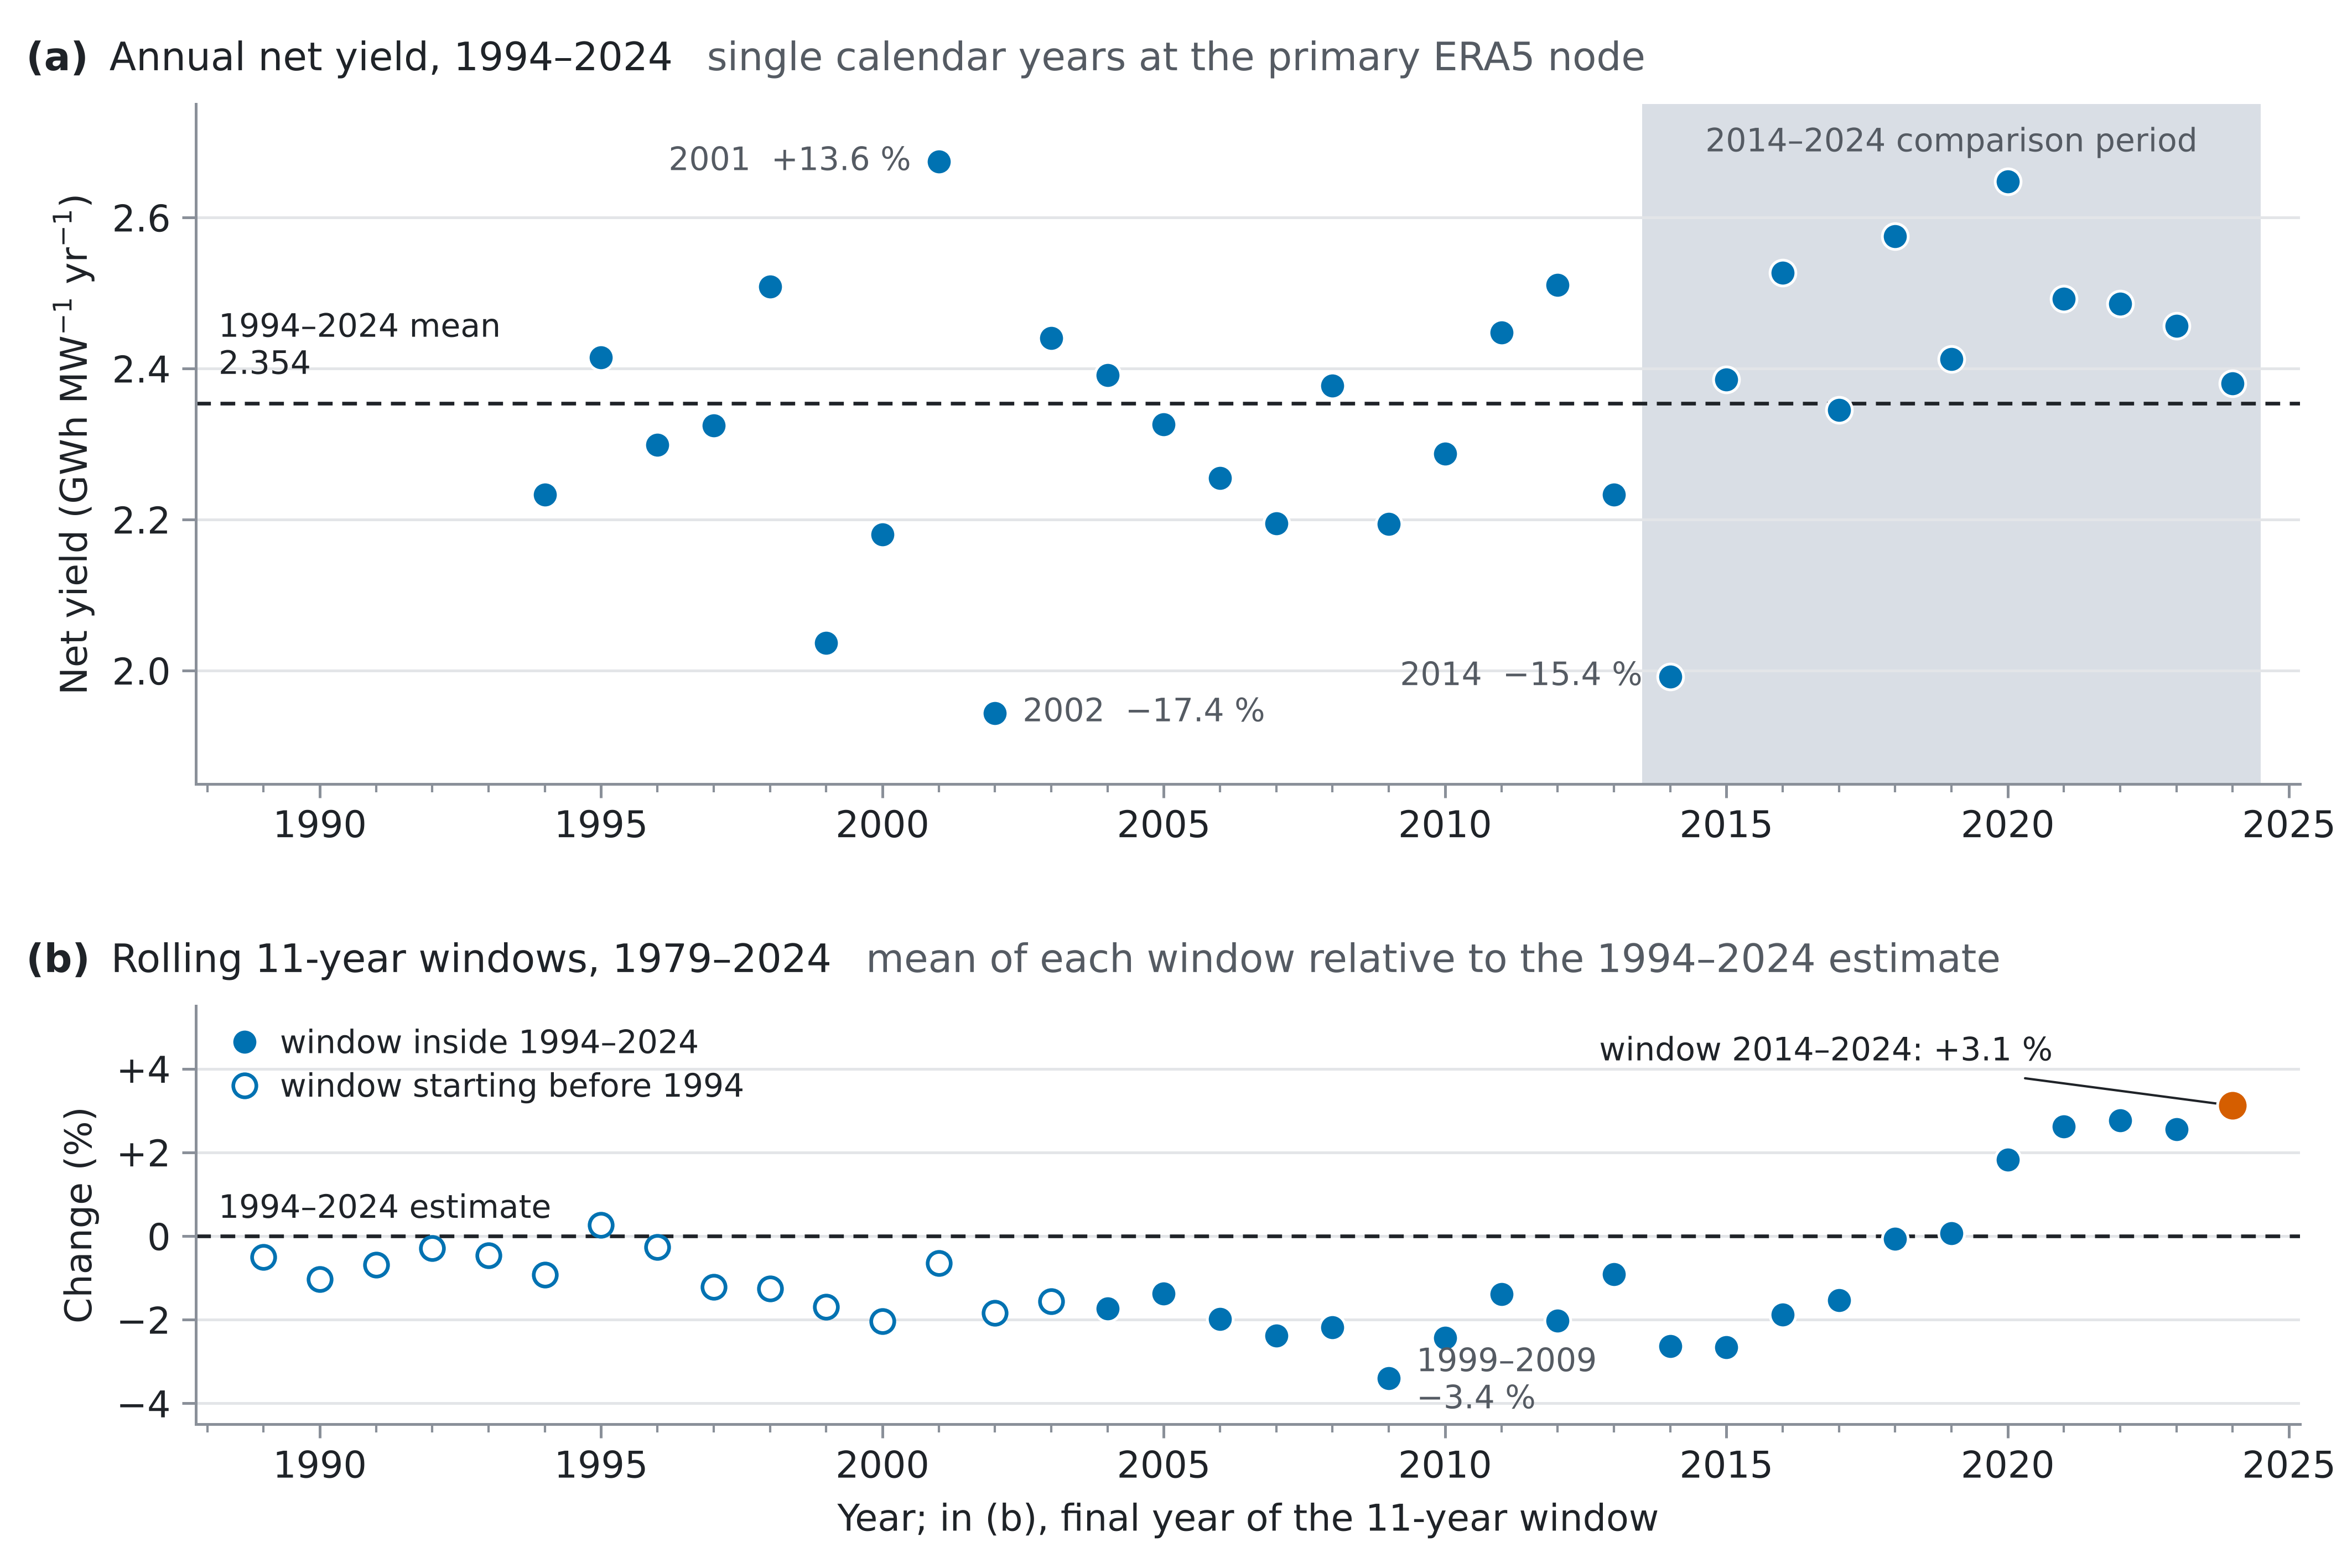 (a) Annual net yield, 1994–2024 single calendar years at the primary ERA5 node
2014–2024 comparison period
2001 +13.6 %
2.6
1994–2024 mean
2.354
2.4
2.2
2.0
2014 −15.4 %
2002 −17.4 %
Net yield (GWh MW⁻¹ yr⁻¹)
1990 1995 2000 2005 2010 2015 2020 2025
(b) Rolling 11-year windows, 1979–2024 mean of each window relative to the 1994–2024 estimate
window inside 1994–2024
window starting before 1994
window 2014–2024: +3.1 %
+4
+2
1994–2024 estimate
0
−2
−4
1999–2009
−3.4 %
Change (%)
1990 1995 2000 2005 2010 2015 2020 2025
Year; in (b), final year of the 11-year window